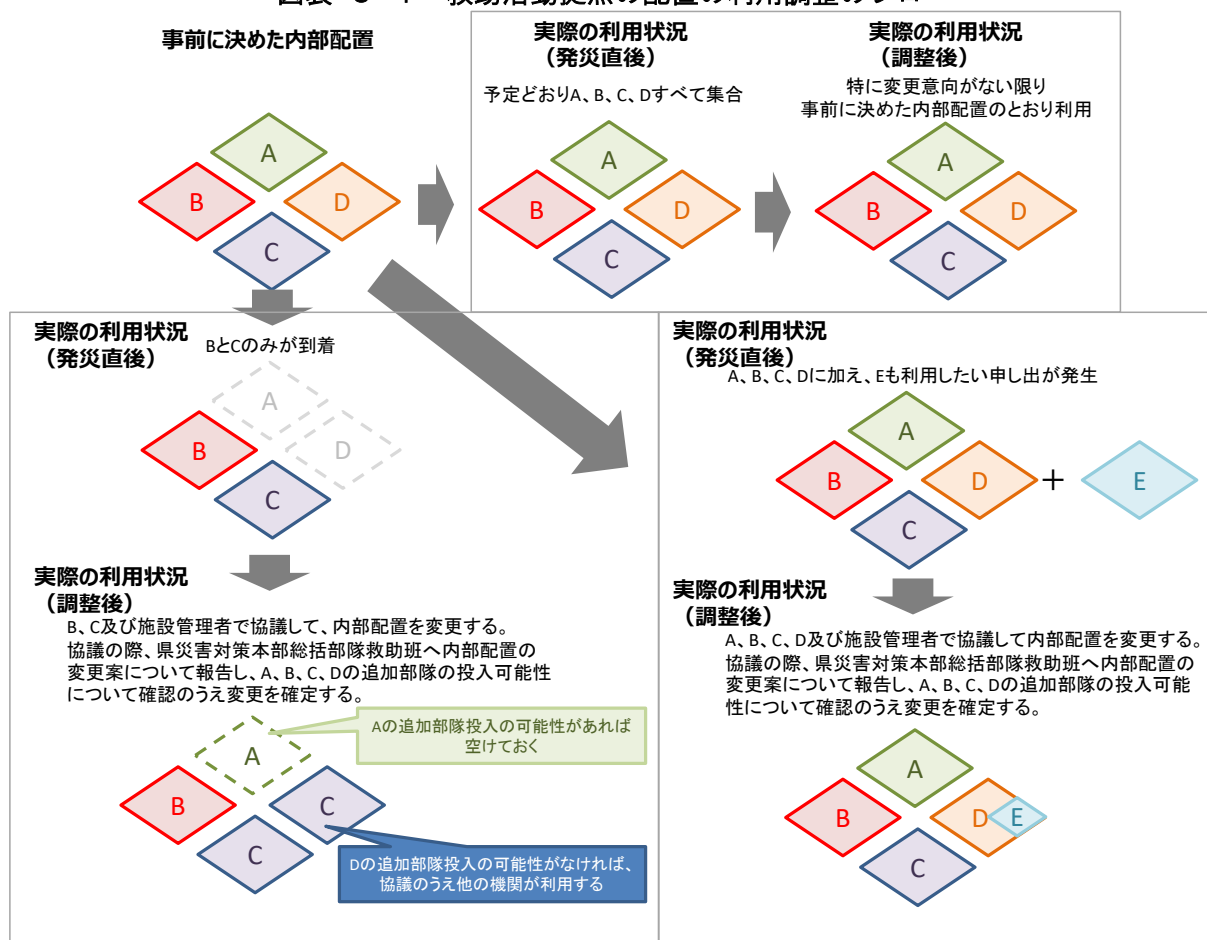 事前に決めた内部配置
A
B
D
C
実際の利用状況
（発災直後）
予定どおりA、B、C、Dすべて集合
A
B
D
C
実際の利用状況
（調整後）
特に変更意向がない限り
事前に決めた内部配置のとおり利用
A
B
D
C
実際の利用状況
（発災直後）
BとCのみが到着
A
B
D
C
実際の利用状況
（調整後）
B、C及び施設管理者で協議して、内部配置を変更する。
協議の際、県災害対策本部総括部隊救助班へ内部配置の
変更案について報告し、A、B、C、Dの追加部隊の投入可能性
について確認のうえ変更を確定する。
Aの追加部隊投入の可能性があれば
空けておく
A
B
C
C
Dの追加部隊投入の可能性がなければ、
協議のうえ他の機関が利用する
実際の利用状況
（発災直後）
A、B、C、Dに加え、Eも利用したい申し出が発生
A
B
D
+
E
C
実際の利用状況
（調整後）
A、B、C、D及び施設管理者で協議して内部配置を変更する。
協議の際、県災害対策本部総括部隊救助班へ内部配置の
変更案について報告し、A、B、C、Dの追加部隊の投入可能
性について確認のうえ変更を確定する。
A
B
D
E
C